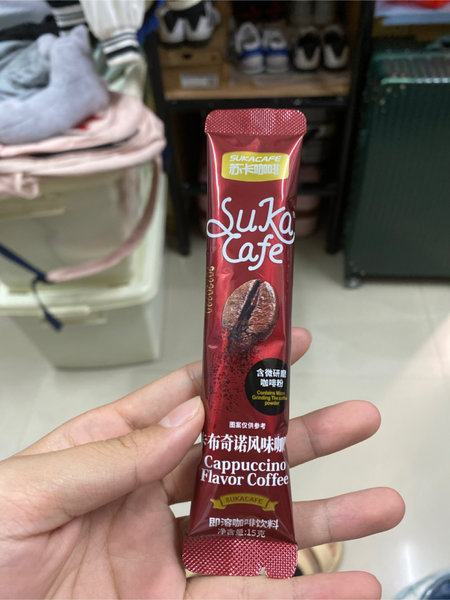 SUKACAFE
苏卡咖啡
Suka
Cafe
含微研磨
咖啡粉
Contains Micro
Grinding The coffee
powder
图案仅供参考
卡布奇诺风味咖啡
Cappuccino
Flavor Coffee
SUKACAFE
即溶咖啡饮料
净含量:15克